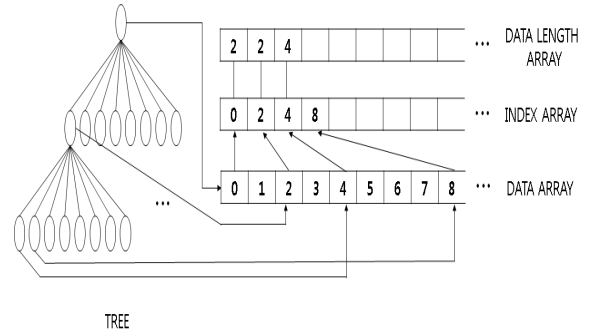 2 2 4 ... DATA LENGTH
ARRAY
0 2 4 8 ... INDEX ARRAY
0 1 2 3 4 5 6 7 8 ... DATA ARRAY
...
TREE